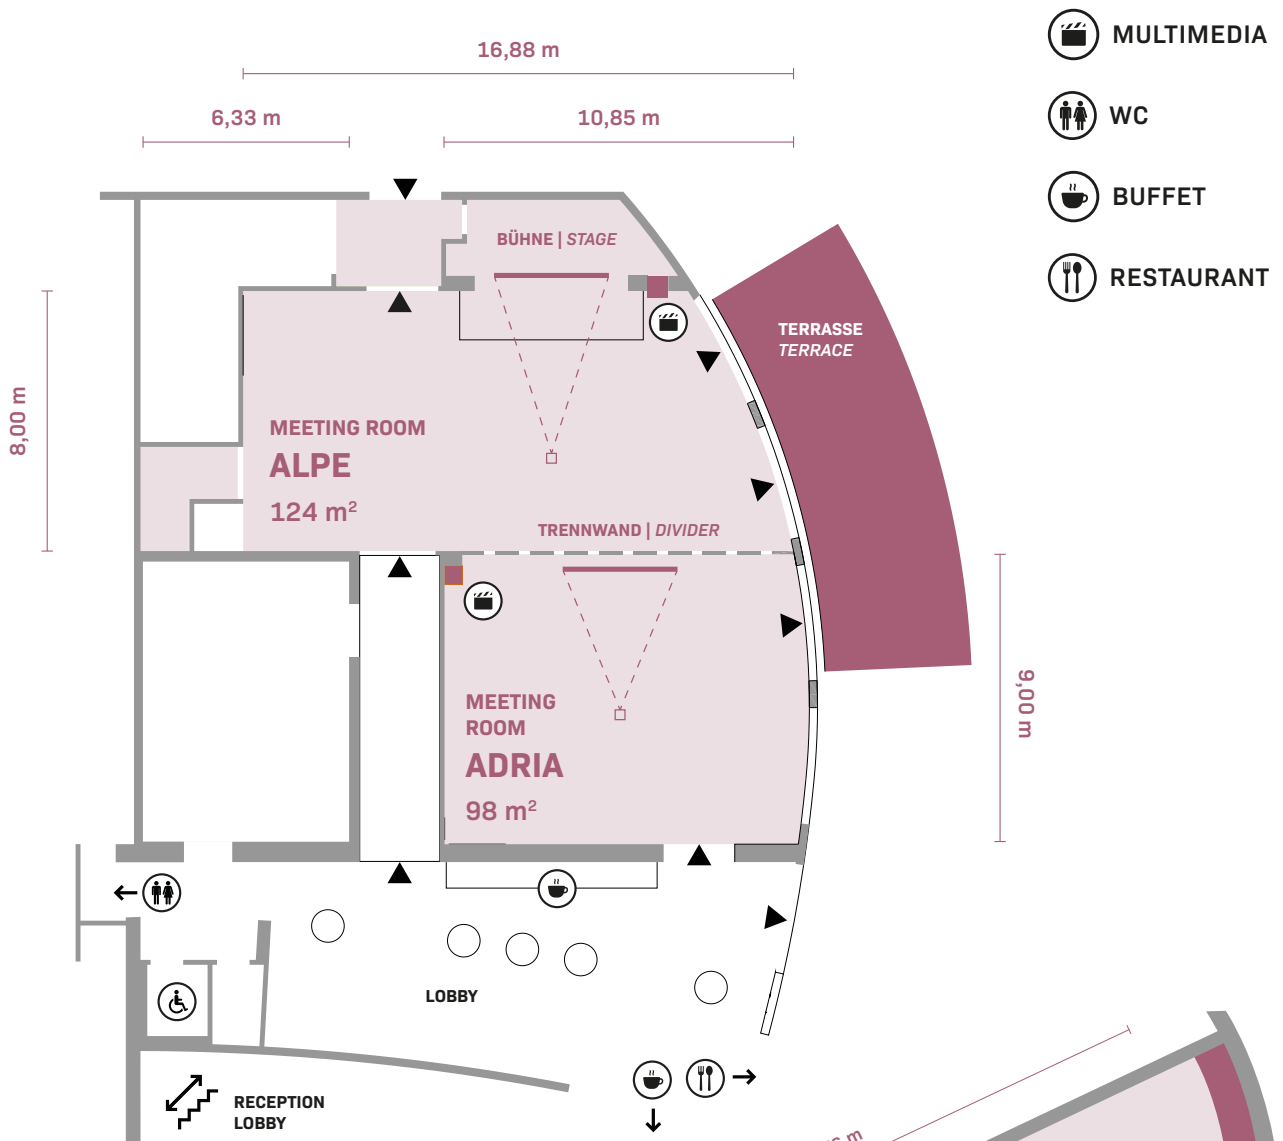 MULTIMEDIA
WC
BUFFET
RESTAURANT
16,88 m
6,33 m
10,85 m
BÜHNE | STAGE
TERRASSE
TERRACE
8,00 m
MEETING ROOM
ALPE
124 m²
TRENNWAND | DIVIDER
MEETING
ROOM
ADRIA
98 m²
9,00 m
LOBBY
RECEPTION
LOBBY
m